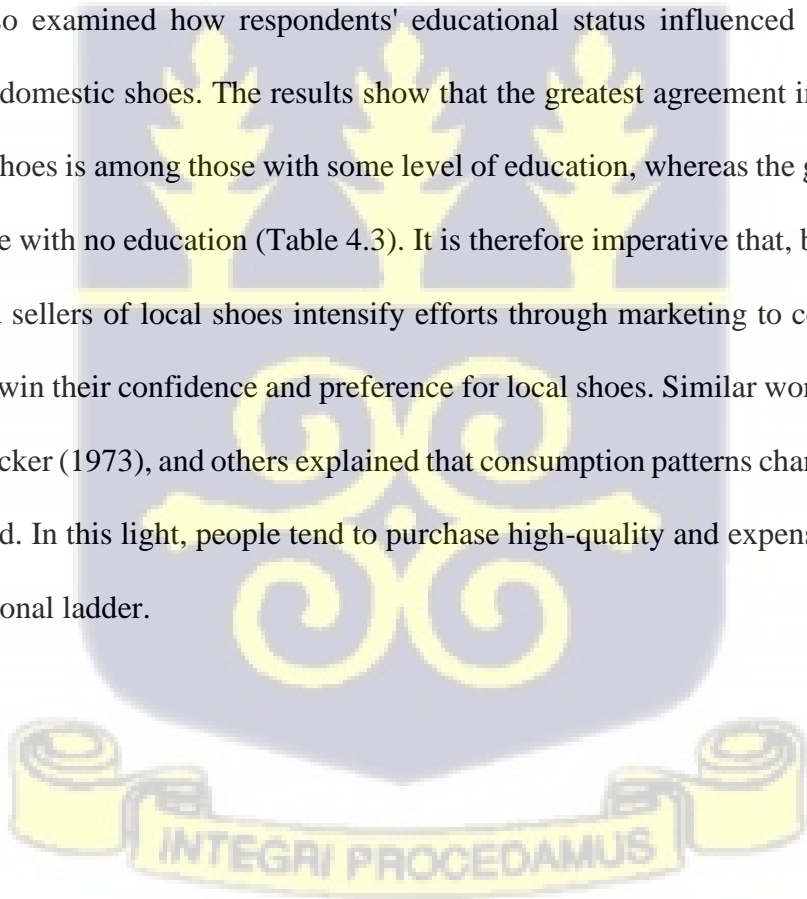 so examined how respondents' educational status influenced
domestic shoes. The results show that the greatest agreement in
hoes is among those with some level of education, whereas the g
e with no education (Table 4.3). It is therefore imperative that, b
sellers of local shoes intensify efforts through marketing to c
win their confidence and preference for local shoes. Similar wor
cker (1973), and others explained that consumption patterns chan
d. In this light, people tend to purchase high-quality and expens
onal ladder.
INTEGRI PROCEDAMUS